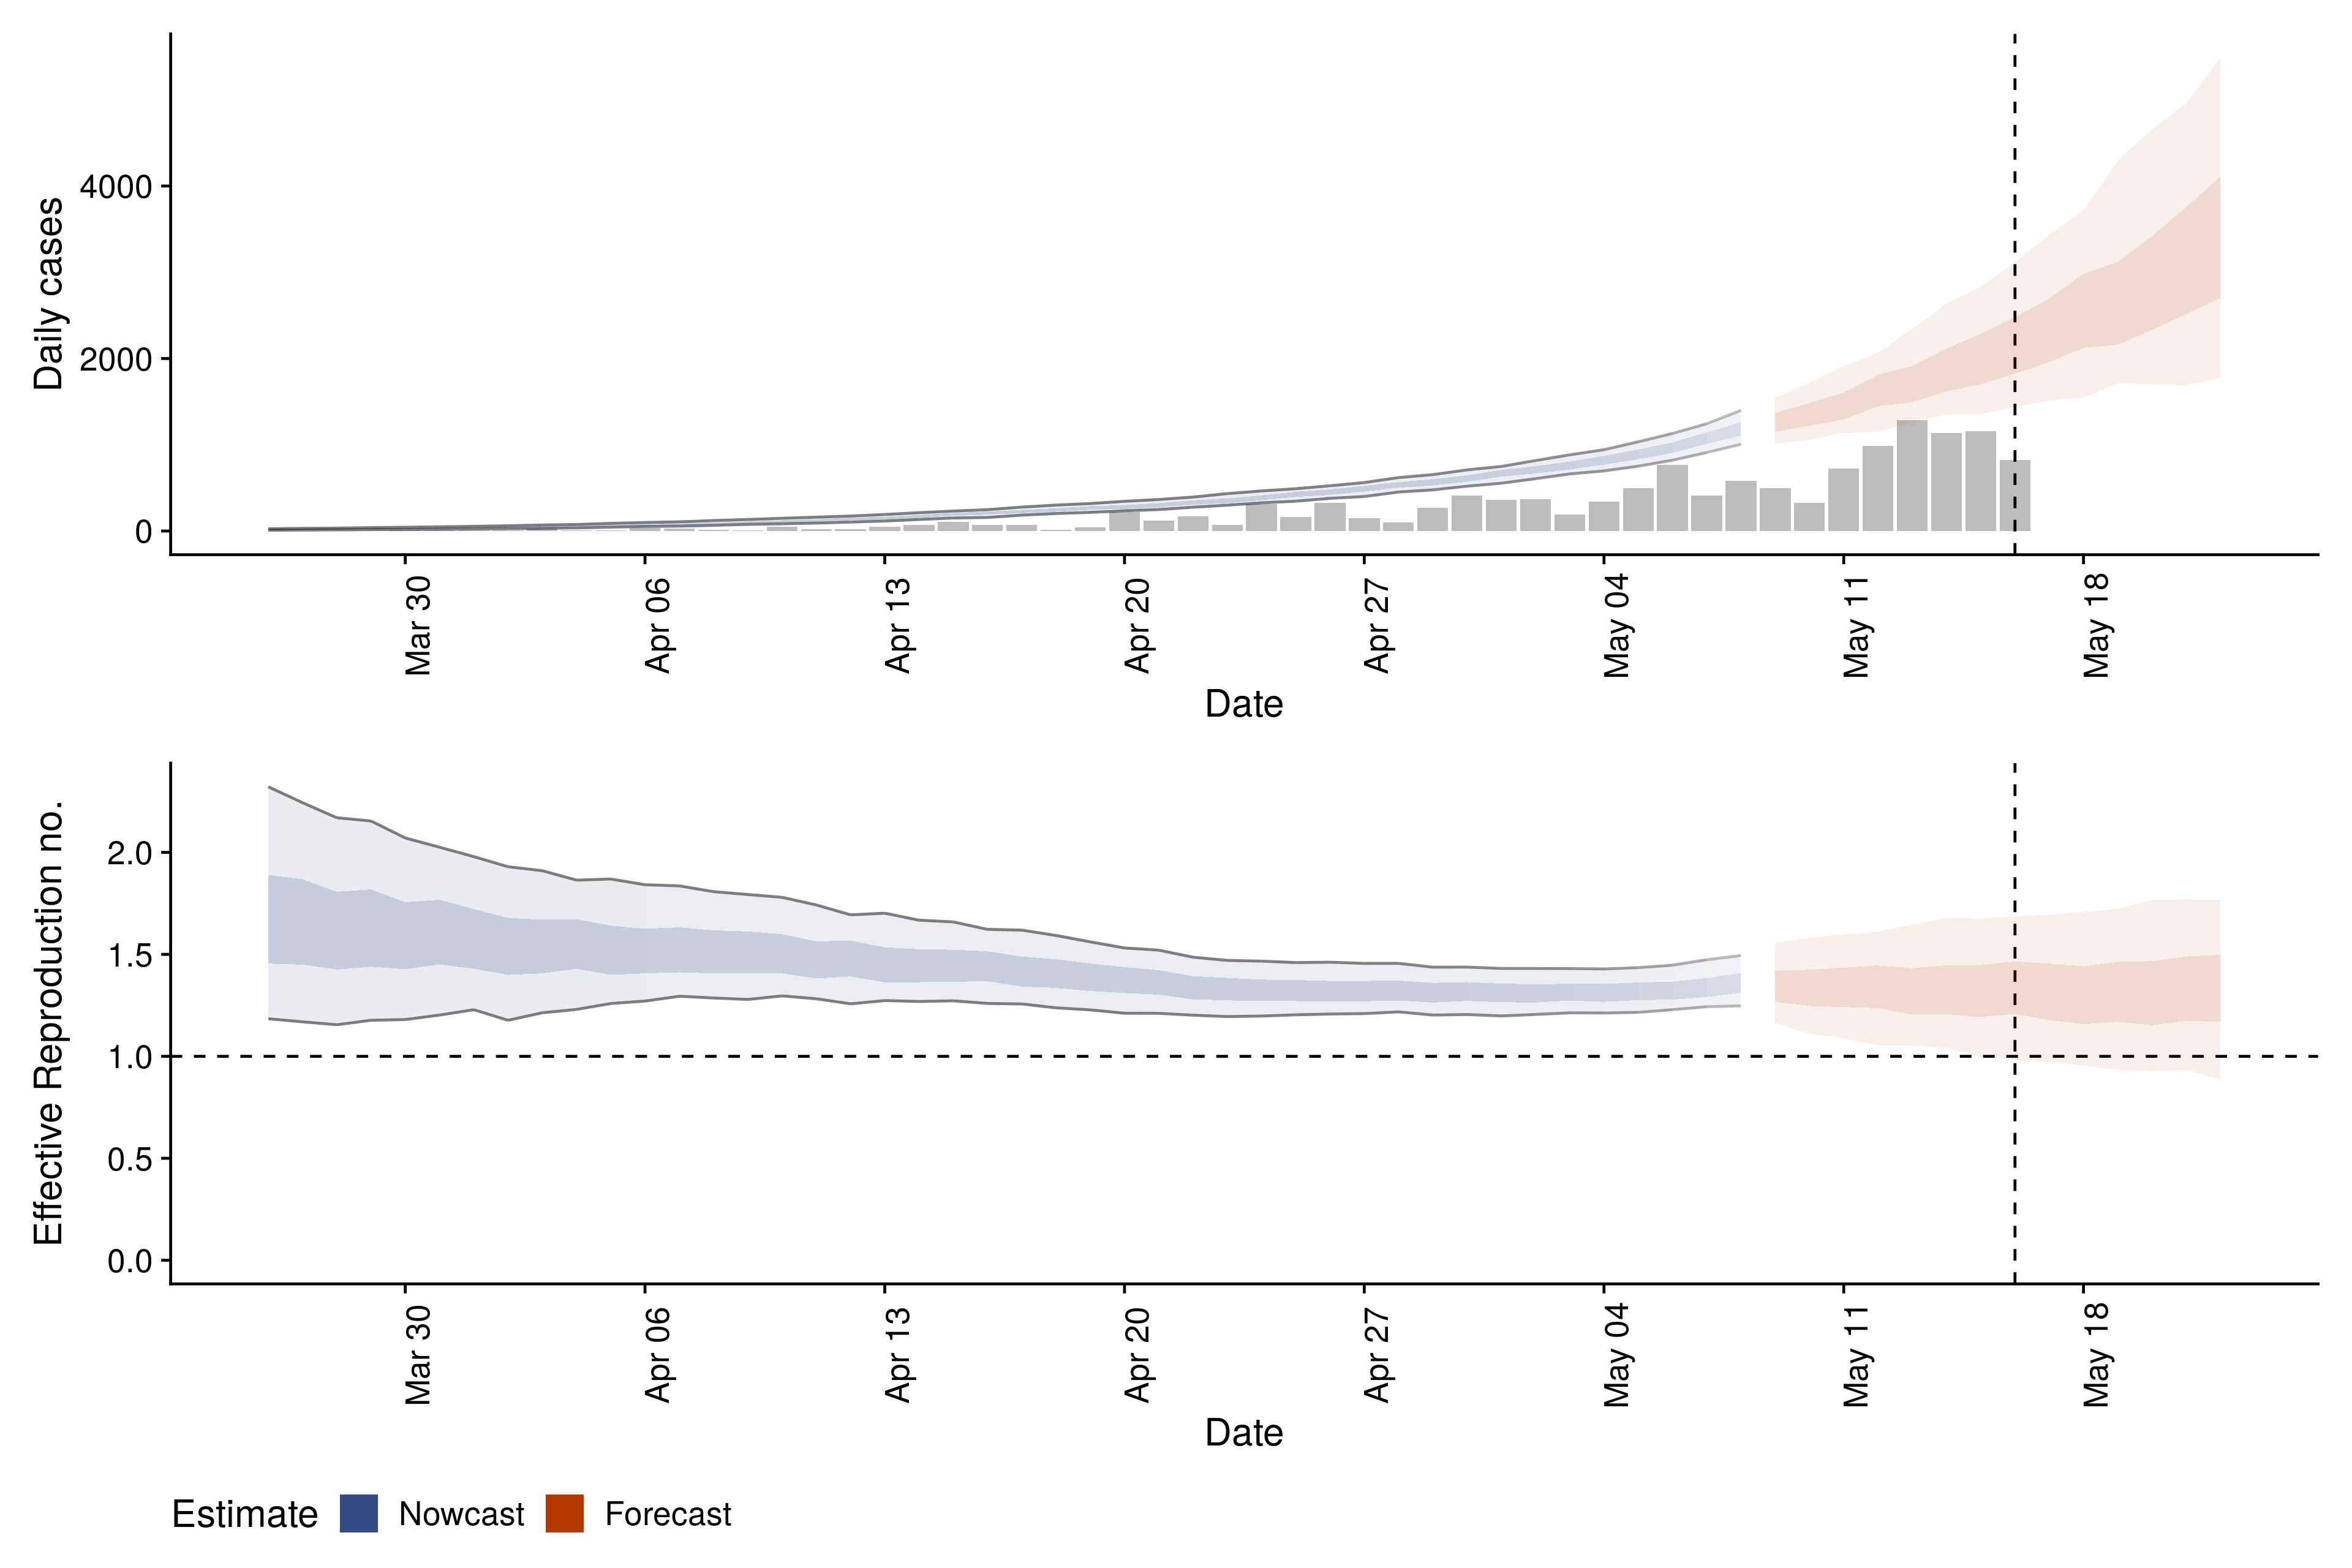 Daily cases
4000
2000
0
Mar 30
Apr 06
Apr 13
Apr 20
Apr 27
May 04
May 11
May 18
Date
Effective Reproduction no.
2.0
1.5
1.0
0.5
0.0
Mar 30
Apr 06
Apr 13
Apr 20
Apr 27
May 04
May 11
May 18
Date
Estimate Nowcast Forecast